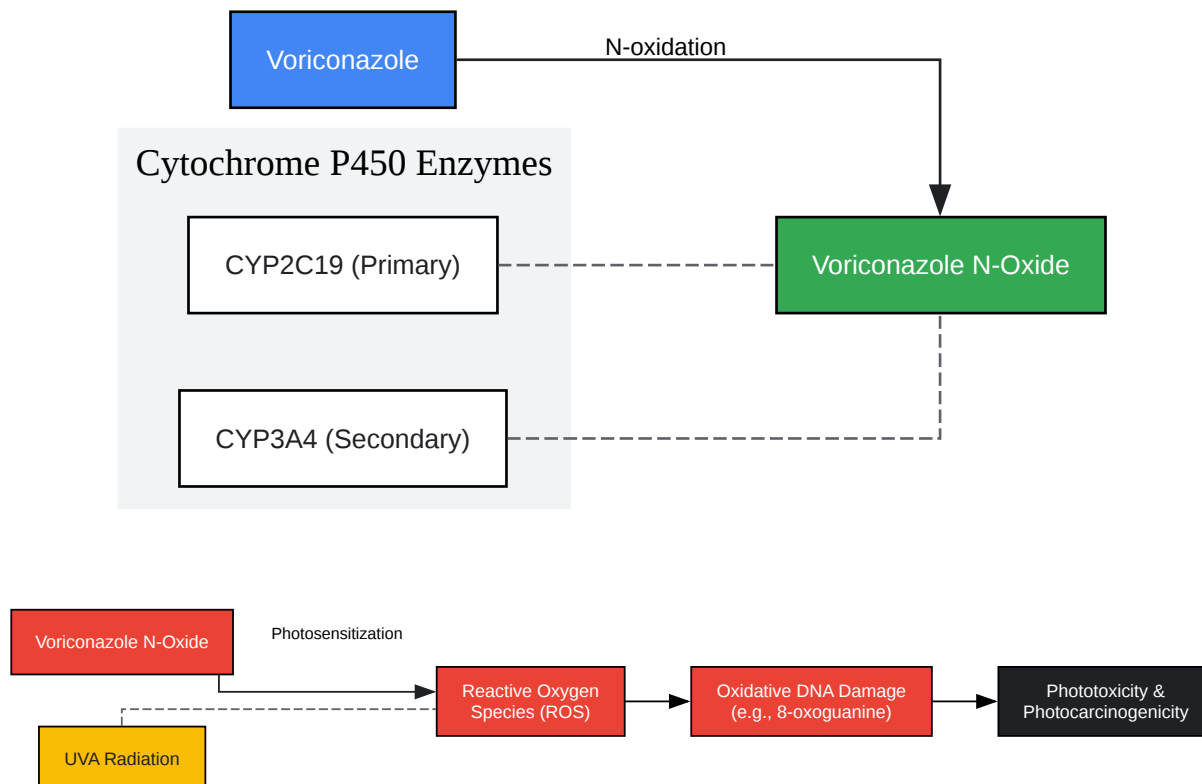 Voriconazole
N-oxidation
Cytochrome P450 Enzymes
CYP2C19 (Primary)
Voriconazole N-Oxide
CYP3A4 (Secondary)
Voriconazole N-Oxide
Photosensitization
Reactive Oxygen
Species (ROS)
Oxidative DNA Damage
(e.g., 8-oxoguanine)
Phototoxicity &
Photocarcinogenicity
UVA Radiation